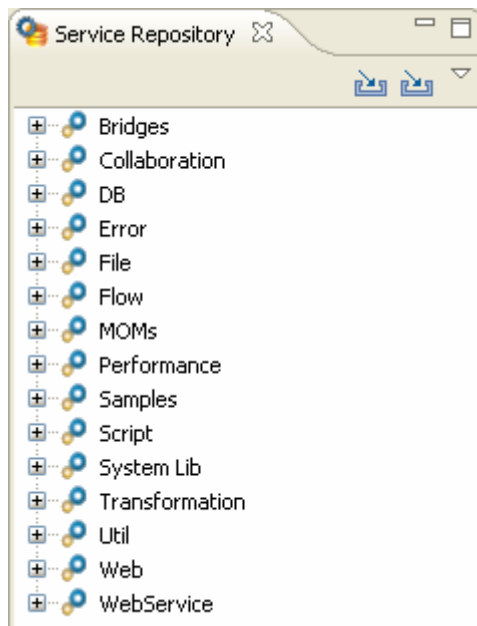 Service Repository
Bridges
Collaboration
DB
Error
File
Flow
MOMs
Performance
Samples
Script
System Lib
Transformation
Util
Web
WebService